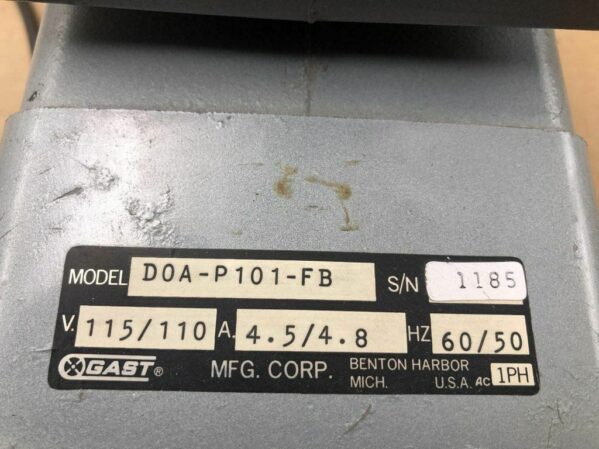 MODEL DOA-P101-FB S/N 1185
V. 115/110 A. 4.5/4.8 HZ 60/50
GAST® MFG. CORP. BENTON HARBOR
MICH. U.S.A. AC 1PH